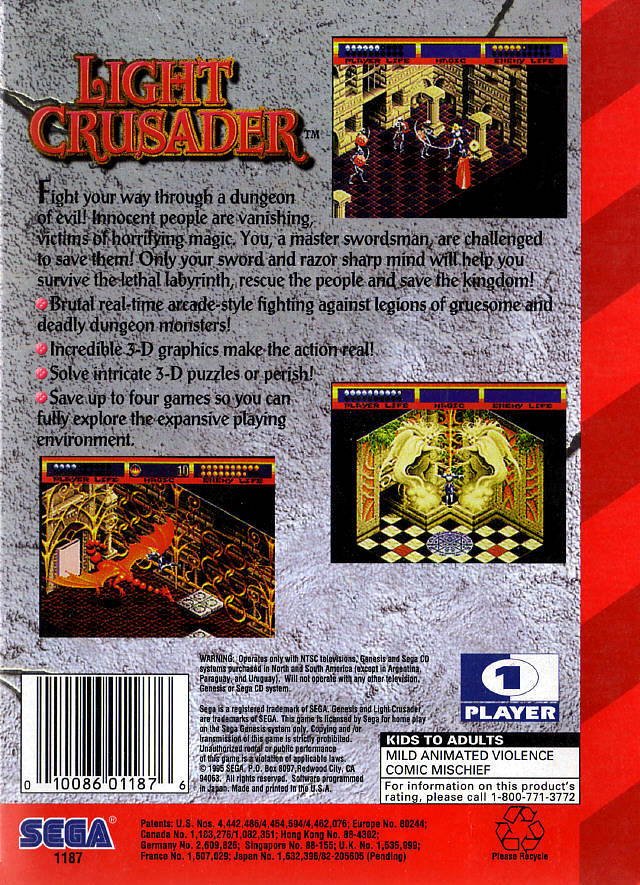 LIGHT
CRUSADER™
PLAYER LIFE MAGIC ENEMY LIFE
Fight your way through a dungeon
of evil! Innocent people are vanishing,
victims of horrifying magic. You, a master swordsman, are challenged
to save them! Only your sword and razor sharp mind will help you
survive the lethal labyrinth, rescue the people and save the kingdom!
Brutal real-time arcade-style fighting against legions of gruesome and
deadly dungeon monsters!
Incredible 3-D graphics make the action real!
Solve intricate 3-D puzzles or perish!
Save up to four games so you can
fully explore the expansive playing
environment.
PLAYER LIFE MAGIC ENEMY LIFE
10
PLAYER LIFE MAGIC ENEMY LIFE
WARNING: Operates only with NTSC televisions, Genesis and Sega CD
systems purchased in North and South America (except in Argentina,
Paraguay, and Uruguay). Will not operate with any other television,
Genesis or Sega CD system.
Sega is a registered trademark of SEGA. Genesis and Light Crusader
are trademarks of SEGA. This game is licensed by Sega for home play
on the Sega Genesis system only. Copying and/or
transmission of this game is strictly prohibited.
Unauthorized rental or public performance
of this game is a violation of applicable laws.
© 1995 SEGA, P.O. Box 8097, Redwood City, CA
94063. All rights reserved. Software programmed
in Japan. Made and printed in the U.S.A.
1
PLAYER
KIDS TO ADULTS
MILD ANIMATED VIOLENCE
COMIC MISCHIEF
For information on this product's
rating, please call 1-800-771-3772
0 10086 01187 6
SEGA®
1187
Patents: U.S. Nos. 4,442,486/4,454,594/4,462,076; Europe No. 80244;
Canada No. 1,183,276/1,082,351; Hong Kong No. 88-4302;
Germany No. 2,609,826; Singapore No. 88-155; U.K. No. 1,535,999;
France No. 1,607,029; Japan No. 1,632,396/82-205605 (Pending)
Please Recycle